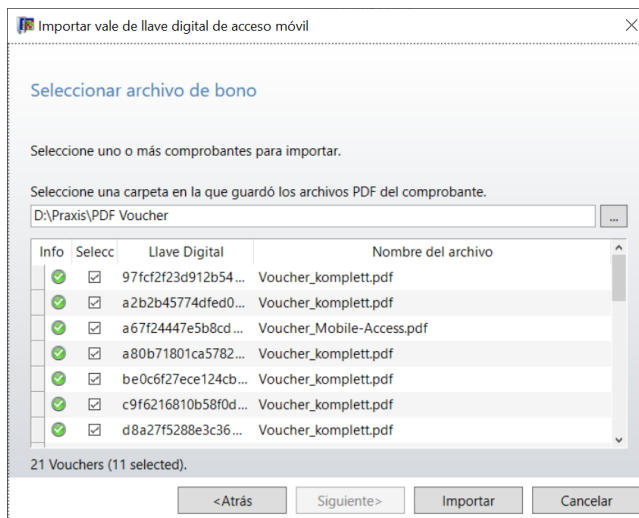 Importar vale de llave digital de acceso móvil
Seleccionar archivo de bono
Seleccione uno o más comprobantes para importar.
Seleccione una carpeta en la que guardó los archivos PDF del comprobante.
D:\Praxis\PDF Voucher
...
Info Selecc Llave Digital Nombre del archivo
97fcf2f23d912b54... Voucher_komplett.pdf
a2b2b45774dfed0... Voucher_komplett.pdf
a67f24447e5b8cd... Voucher_Mobile-Access.pdf
a80b71801ca5782... Voucher_komplett.pdf
be0c6f27ece124cb... Voucher_komplett.pdf
c9f6216810b58f0d... Voucher_komplett.pdf
d8a27f5288e3c36... Voucher_komplett.pdf
21 Vouchers (11 selected).
<Atrás Siguiente> Importar Cancelar